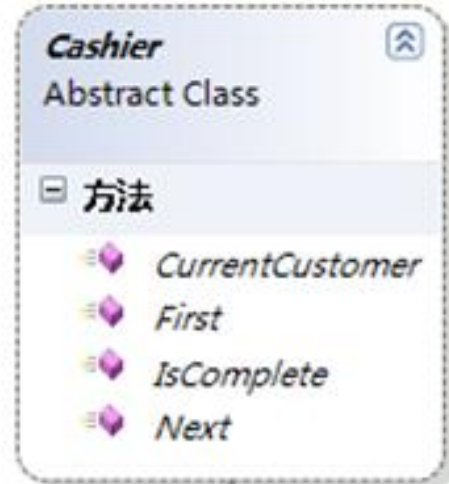 Cashier
Abstract Class
方法
CurrentCustomer
First
IsComplete
Next